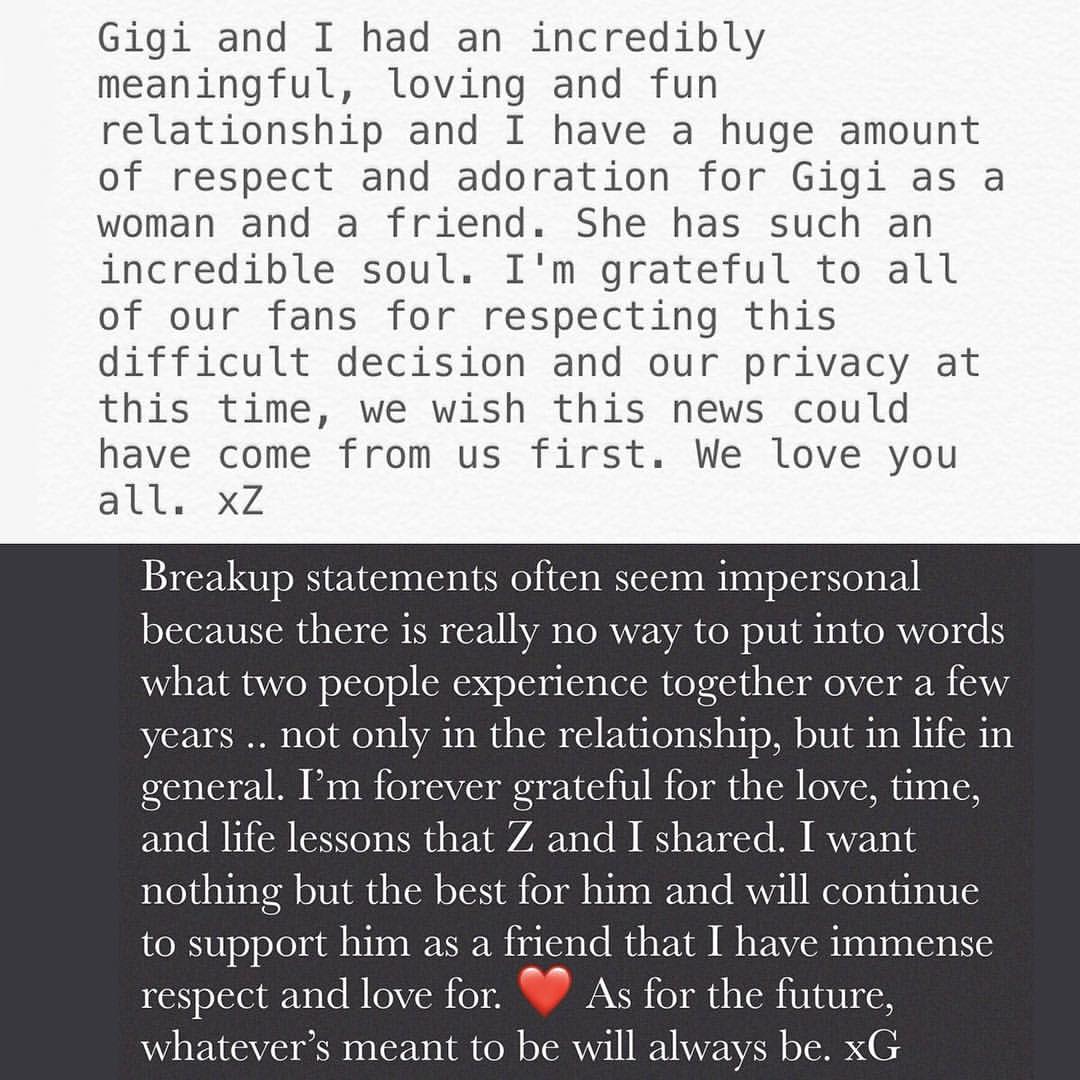 Gigi and I had an incredibly
meaningful, loving and fun
relationship and I have a huge amount
of respect and adoration for Gigi as a
woman and a friend. She has such an
incredible soul. I'm grateful to all
of our fans for respecting this
difficult decision and our privacy at
this time, we wish this news could
have come from us first. We love you
all. xZ
Breakup statements often seem impersonal
because there is really no way to put into words
what two people experience together over a few
years .. not only in the relationship, but in life in
general. I’m forever grateful for the love, time,
and life lessons that Z and I shared. I want
nothing but the best for him and will continue
to support him as a friend that I have immense
respect and love for. ❤️ As for the future,
whatever’s meant to be will always be. xG